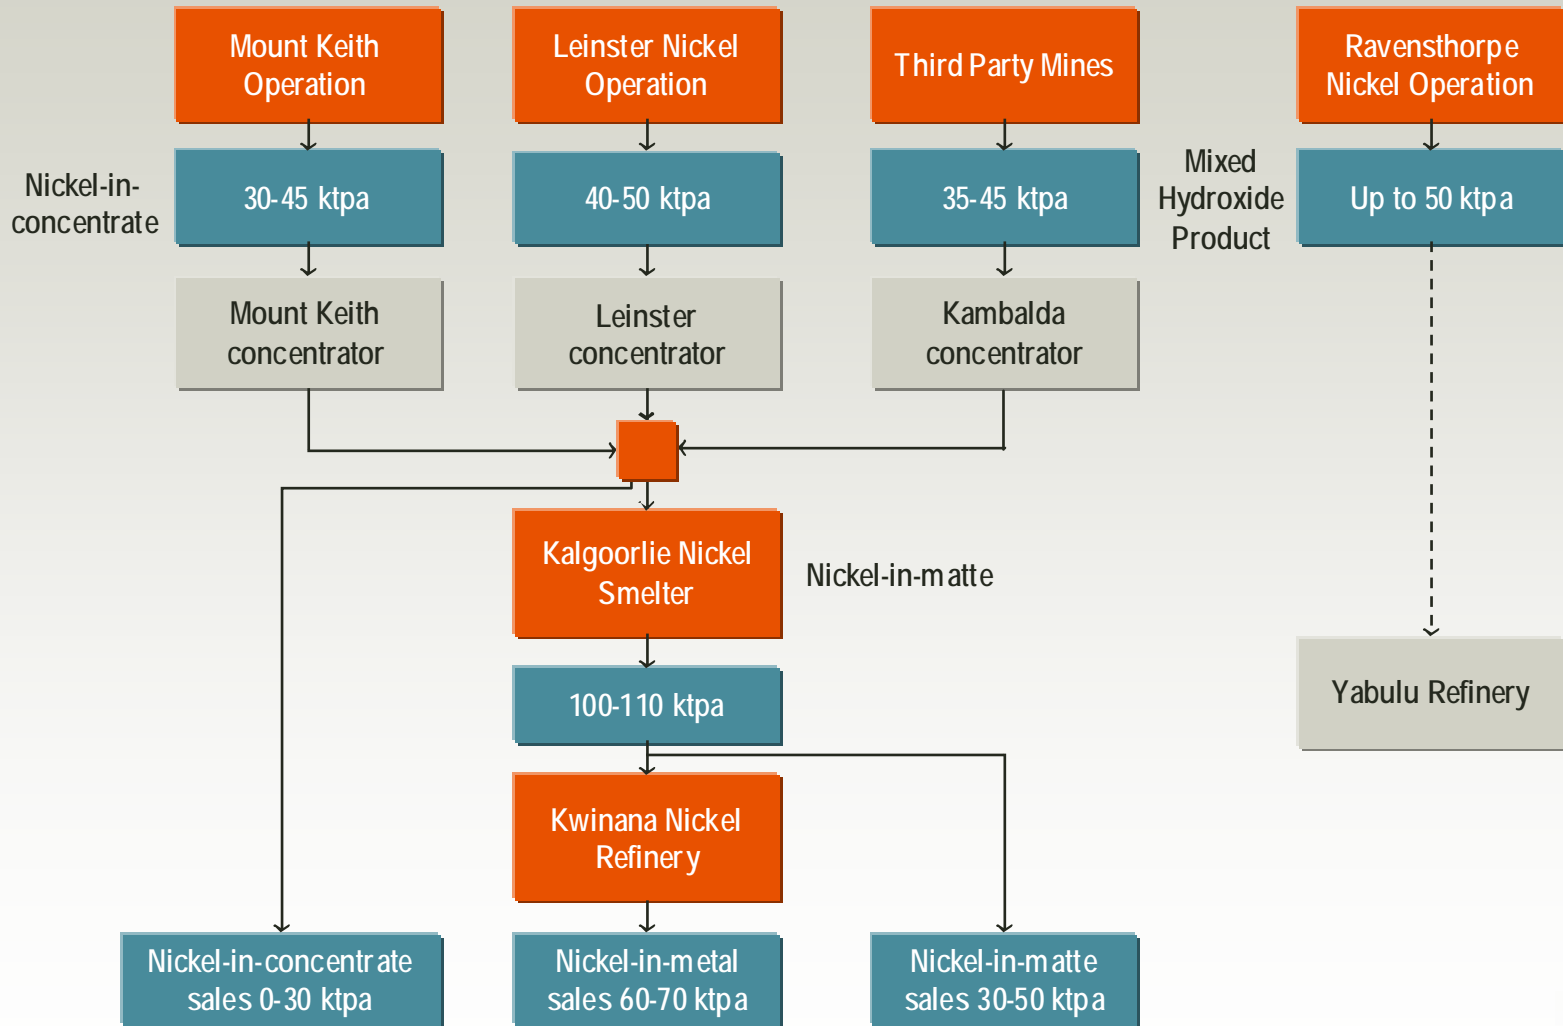 Mount Keith
Operation
Leinster Nickel
Operation
Third Party Mines
Ravensthorpe
Nickel Operation
Nickel-in-
concentrate
30-45 ktpa
40-50 ktpa
35-45 ktpa
Mixed
Hydroxide
Product
Up to 50 ktpa
Mount Keith
concentrator
Leinster
concentrator
Kambalda
concentrator
Kalgoorlie Nickel
Smelter
Nickel-in-matte
100-110 ktpa
Yabulu Refinery
Kwinana Nickel
Refinery
Nickel-in-concentrate
sales 0-30 ktpa
Nickel-in-metal
sales 60-70 ktpa
Nickel-in-matte
sales 30-50 ktpa